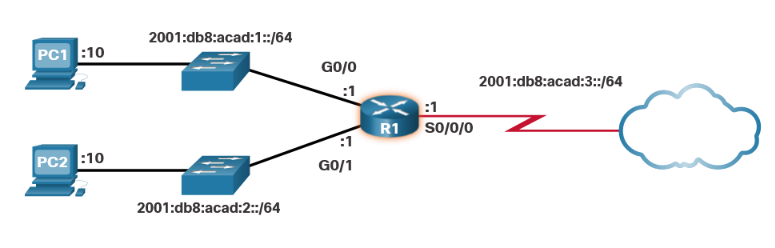 PC1
:10
2001:db8:acad:1::/64
G0/0
:1
R1
:1
S0/0/0
2001:db8:acad:3::/64
PC2
:10
:1
G0/1
2001:db8:acad:2::/64